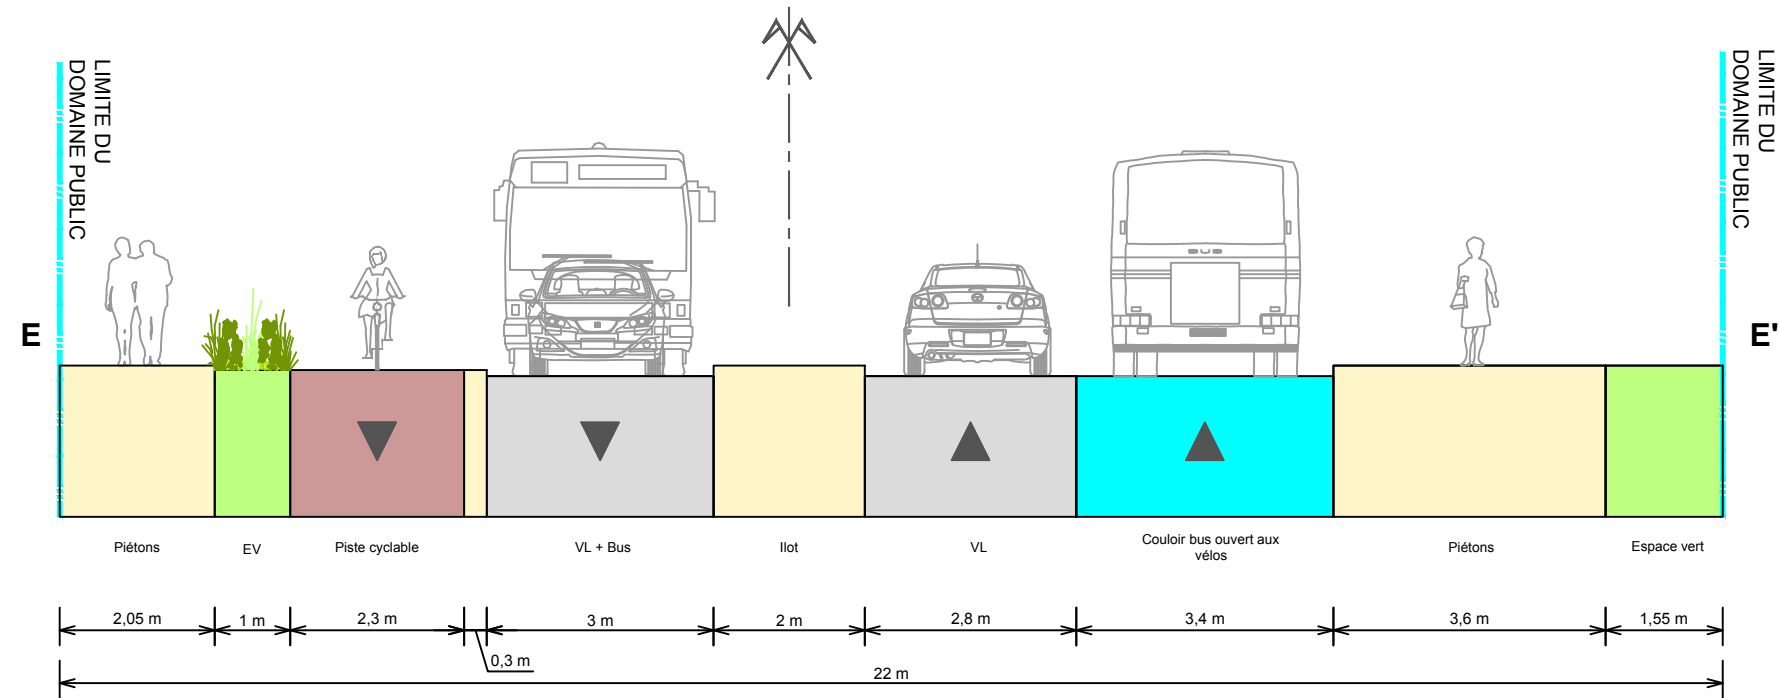 LIMITE DU
DOMAINE PUBLIC
LIMITE DU
DOMAINE PUBLIC
BUS
E
E'
Piétons
EV
Piste cyclable
VL + Bus
Ilot
VL
Couloir bus ouvert aux
vélos
Piétons
Espace vert
2,05 m
1 m
2,3 m
3 m
2 m
2,8 m
3,4 m
3,6 m
1,55 m
0,3 m
22 m